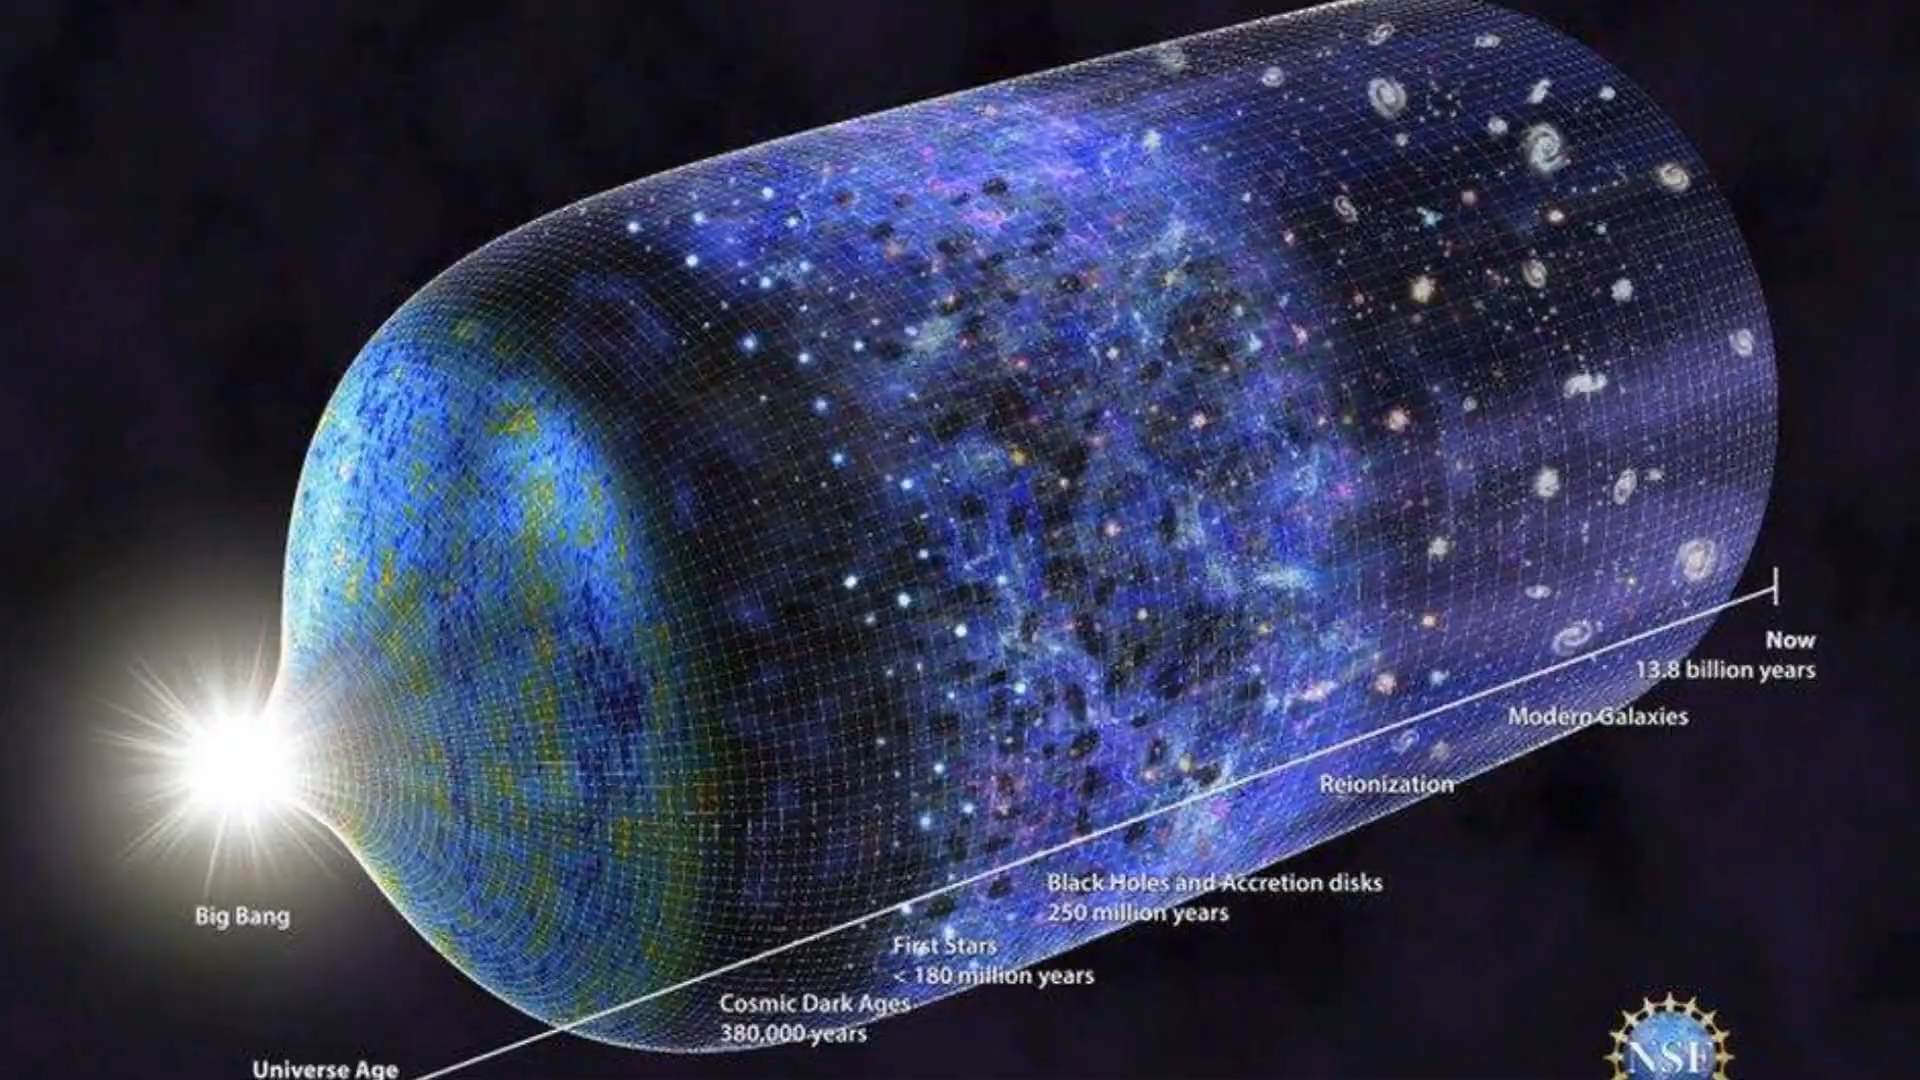 Big Bang
Universe Age
Cosmic Dark Ages
380,000 years
First Stars
< 180 million years
Black Holes and Accretion disks
250 million years
Reionization
Modern Galaxies
Now
13.8 billion years
NSF